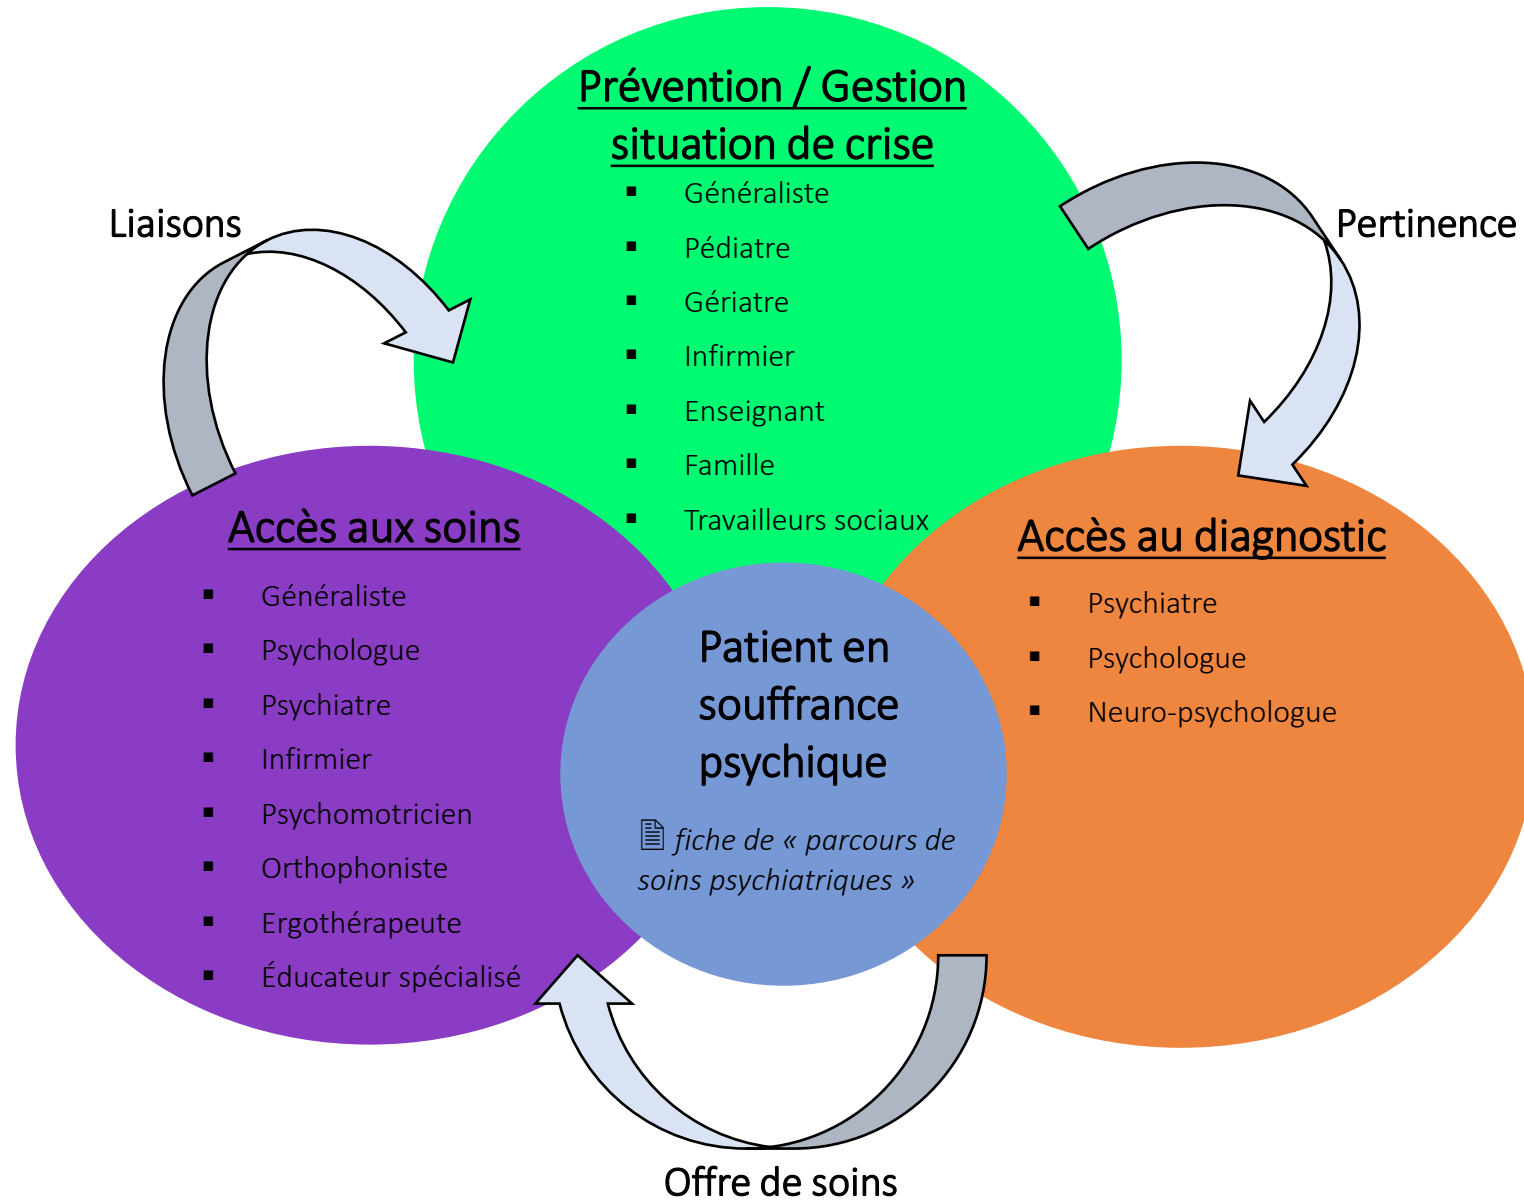 Prévention / Gestion
situation de crise
▪ Généraliste
▪ Pédiatre
▪ Gériatre
▪ Infirmier
▪ Enseignant
▪ Famille
▪ Travailleurs sociaux
Liaisons
Pertinence
Accès aux soins
▪ Généraliste
▪ Psychologue
▪ Psychiatre
▪ Infirmier
▪ Psychomotricien
▪ Orthophoniste
▪ Ergothérapeute
▪ Éducateur spécialisé
Accès au diagnostic
▪ Psychiatre
▪ Psychologue
▪ Neuro-psychologue
Patient en
souffrance
psychique
fiche de « parcours de
soins psychiatriques »
Offre de soins